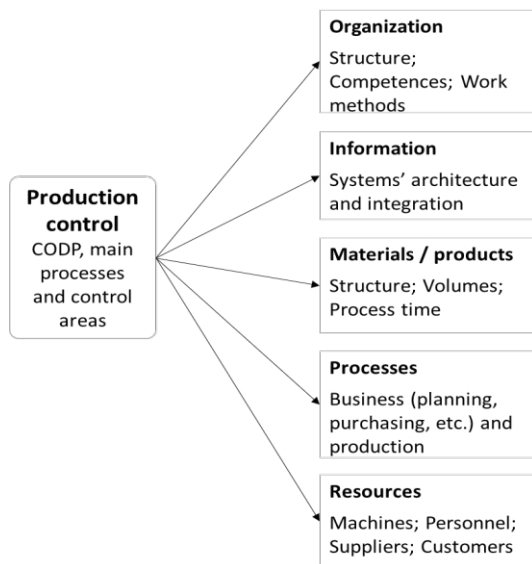 Organization
Structure;
Competences; Work
methods
Information
Systems' architecture
and integration
Production
control
CODP, main
processes
and control
areas
Materials / products
Structure; Volumes;
Process time
Processes
Business (planning,
purchasing, etc.) and
production
Resources
Machines; Personnel;
Suppliers; Customers